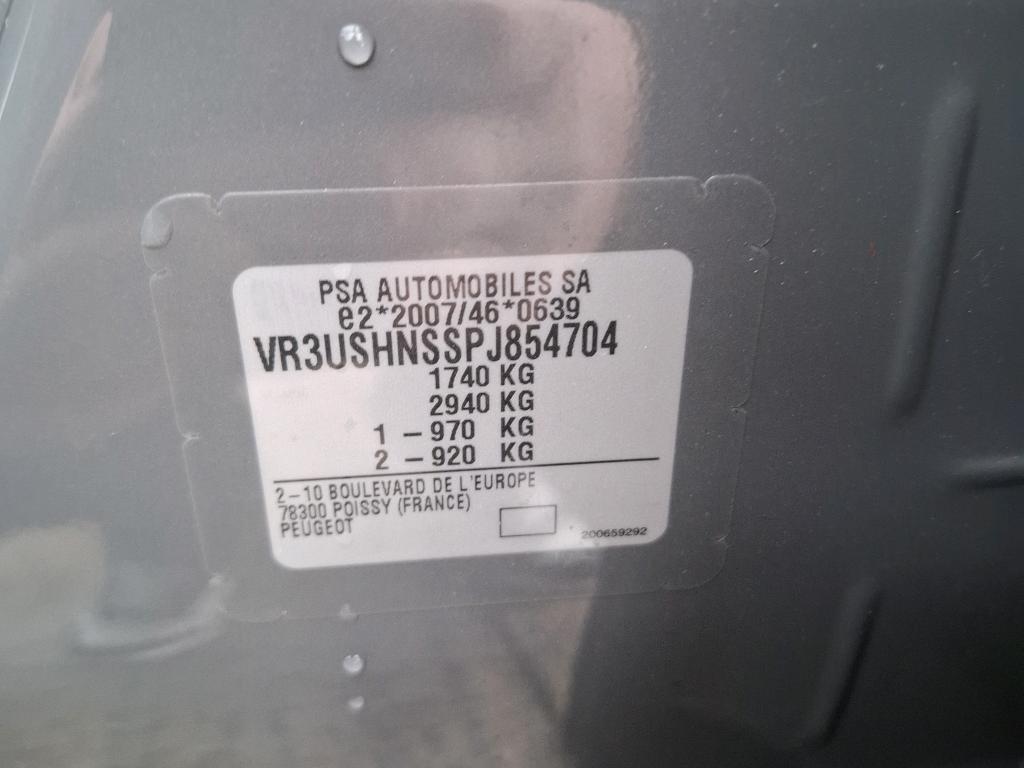 PSA AUTOMOBILES SA
e2*2007/46*0639
VR3USHNSSPJ854704
1740 KG
2940 KG
1 – 970 KG
2 – 920 KG
2 – 10 BOULEVARD DE L'EUROPE
78300 POISSY (FRANCE)
PEUGEOT
200659292